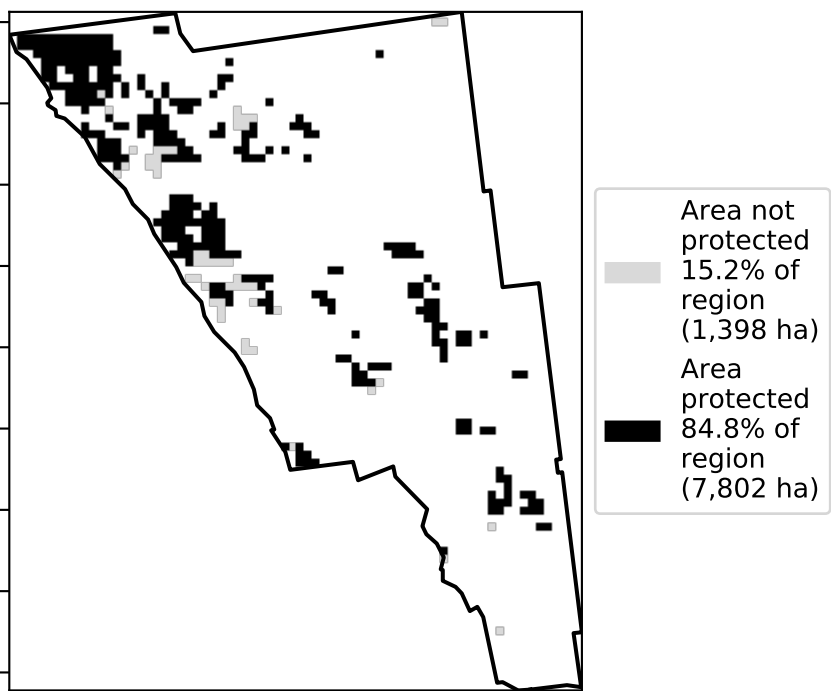 Area not
protected
15.2% of
region
(1,398 ha)
Area
protected
84.8% of
region
(7,802 ha)